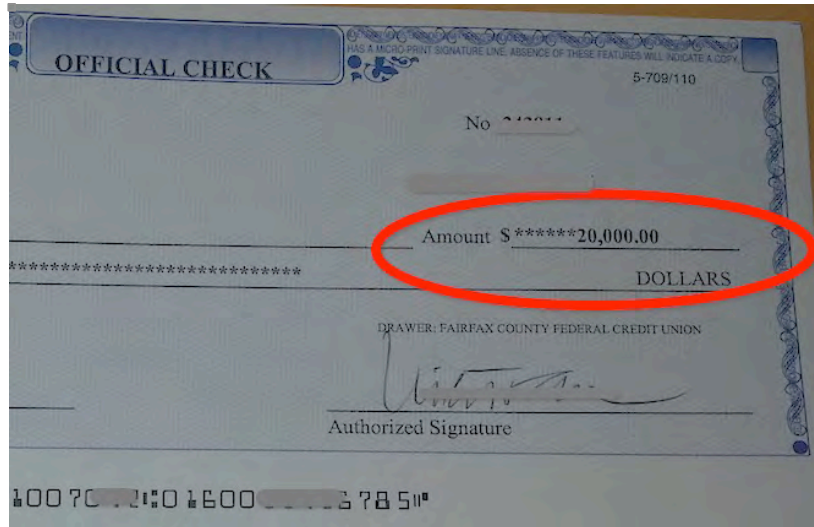 OFFICIAL CHECK
HAS A MICRO PRINT SIGNATURE LINE. ABSENCE OF THESE FEATURES WILL INDICATE A COPY
5-709/110
No
Amount $******20,000.00
****************************
DOLLARS
DRAWER: FAIRFAX COUNTY FEDERAL CREDIT UNION
Authorized Signature